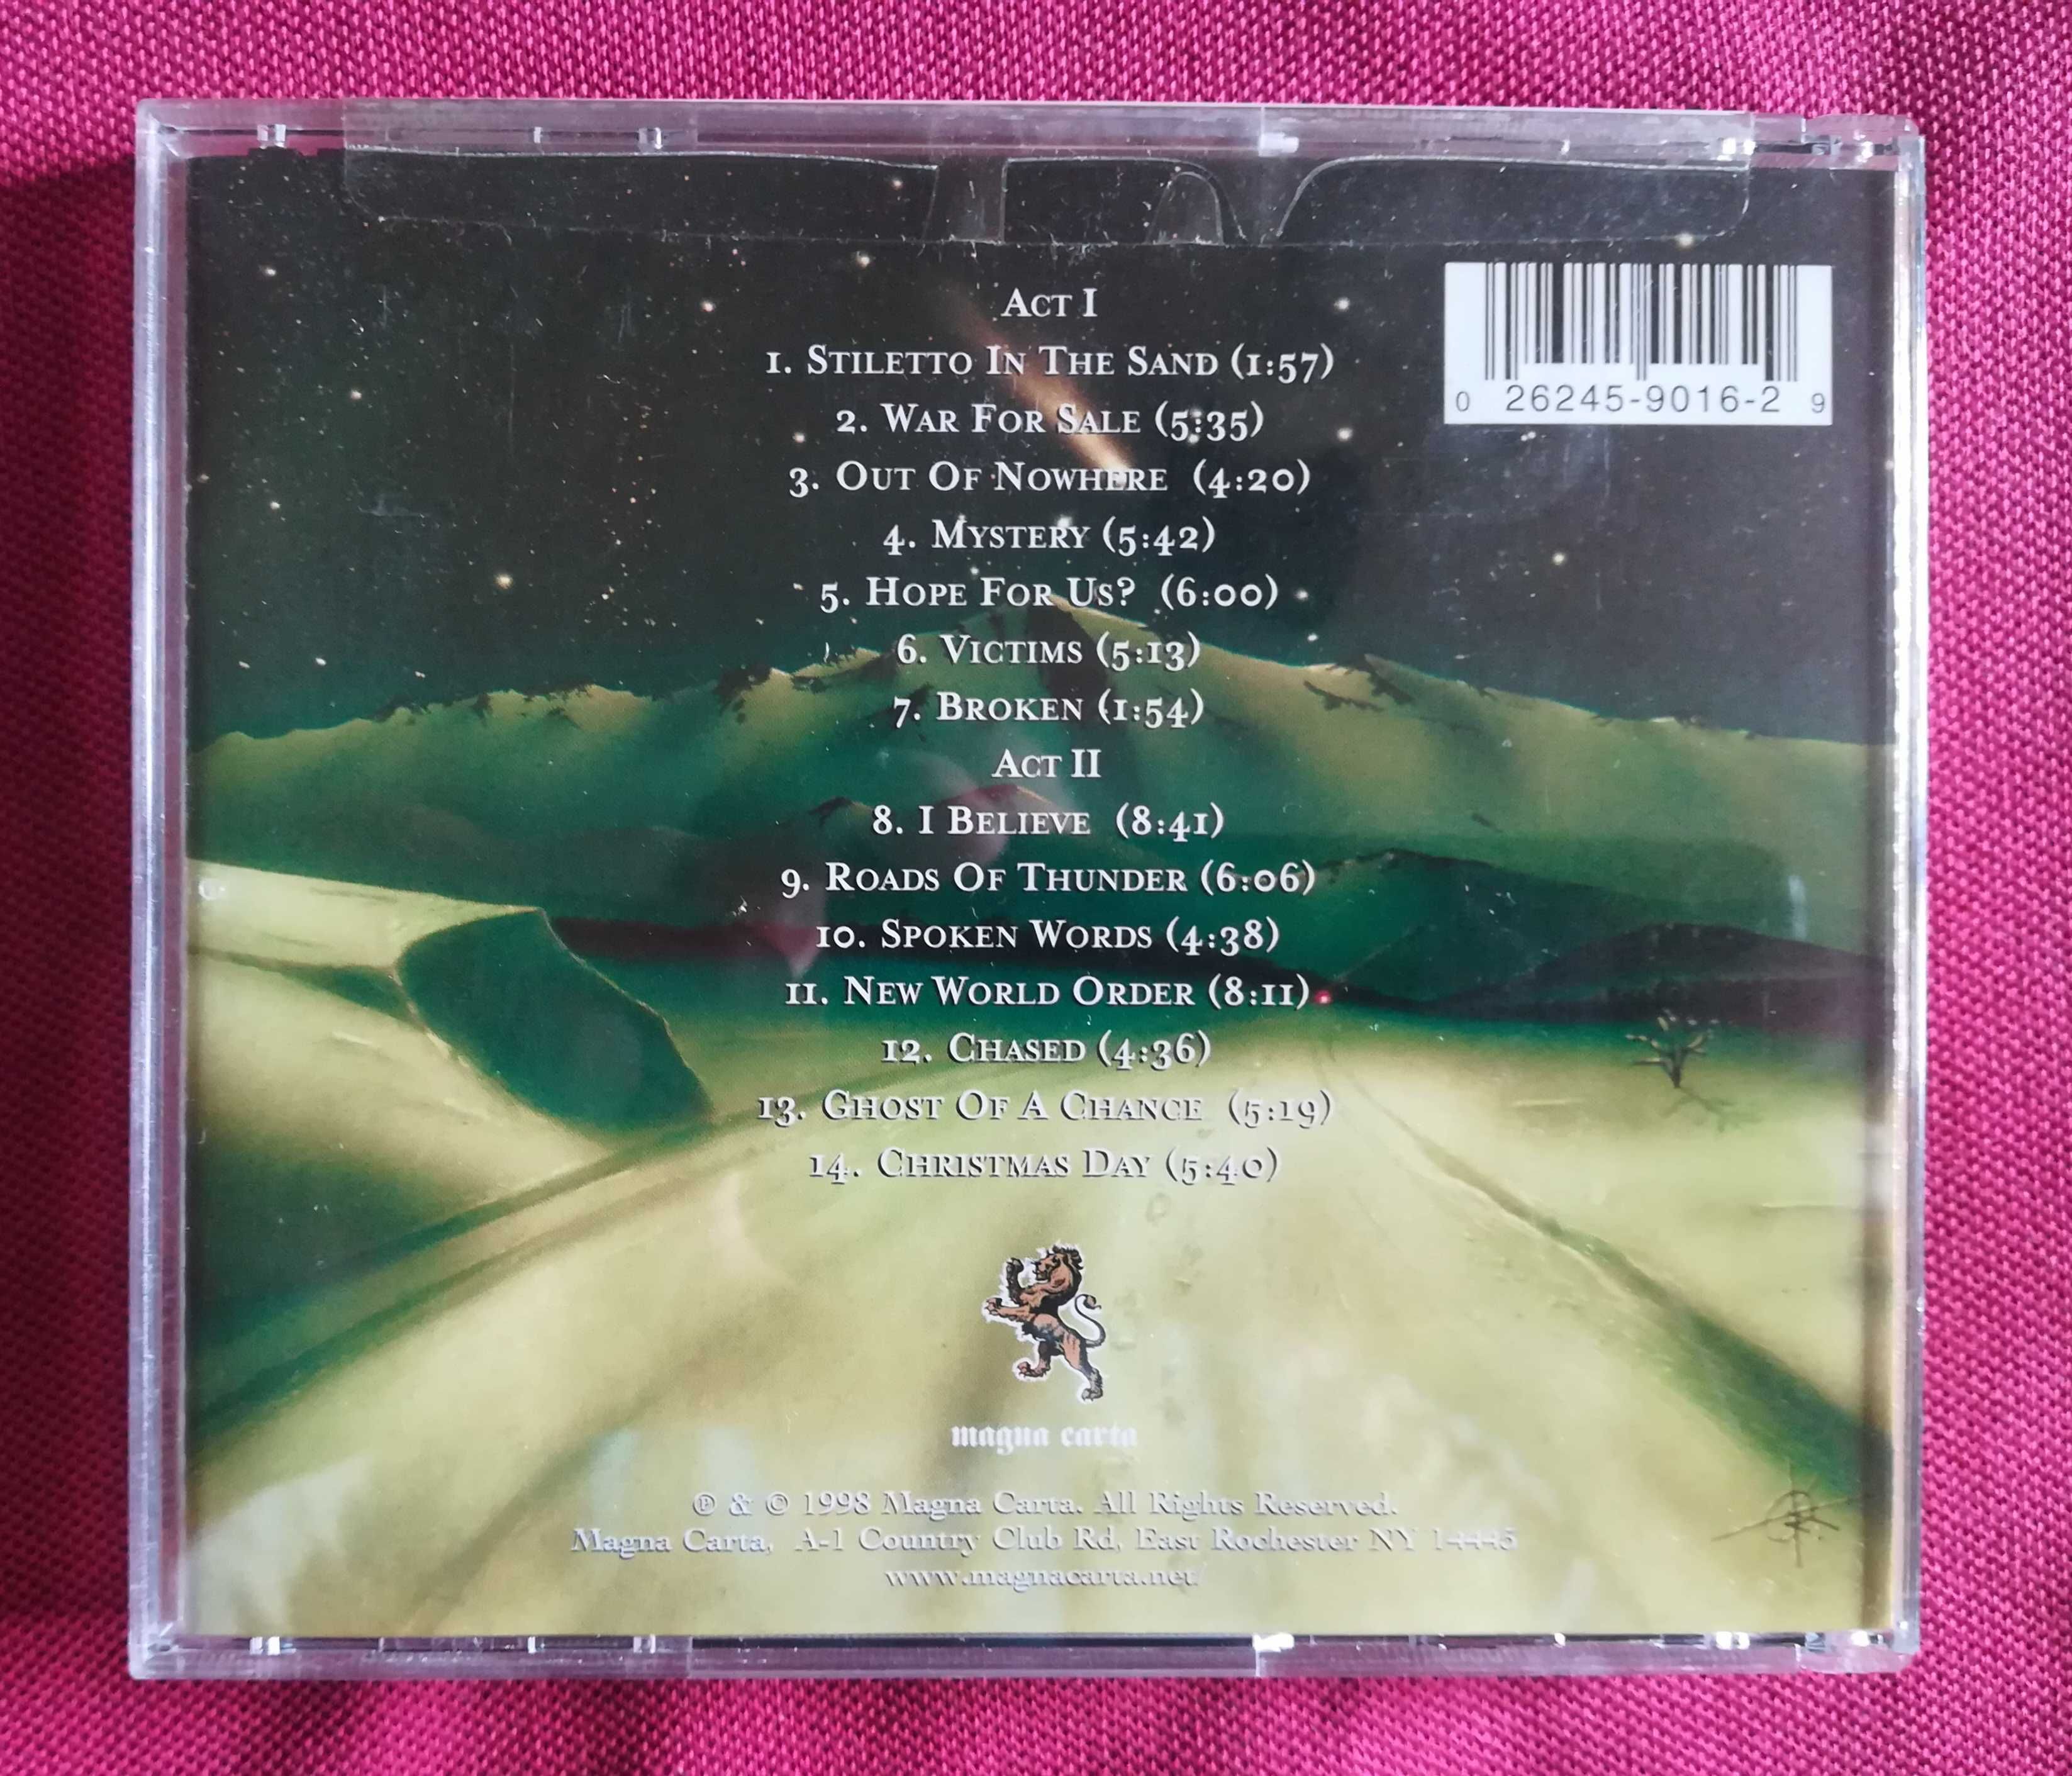 Act I
1. Stiletto In The Sand (1:57)
2. War For Sale (5:35)
3. Out Of Nowhere (4:20)
4. Mystery (5:42)
5. Hope For Us? (6:00)
6. Victims (5:13)
7. Broken (1:54)
Act II
8. I Believe (8:41)
9. Roads Of Thunder (6:06)
10. Spoken Words (4:38)
11. New World Order (8:11)
12. Chased (4:36)
13. Ghost Of A Chance (5:19)
14. Christmas Day (5:40)
0 26245-9016-2 9
magna carta
℗ & © 1998 Magna Carta. All Rights Reserved.
Magna Carta, A-1 Country Club Rd, East Rochester NY 14445
www.magnacarta.net/